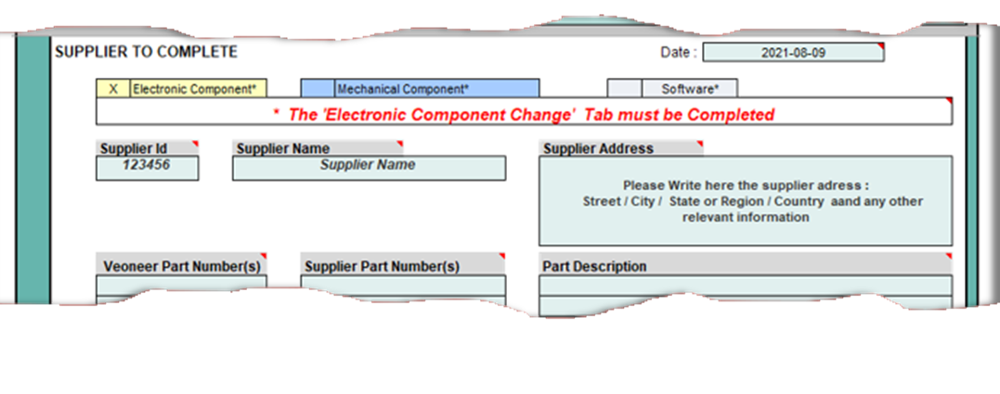 SUPPLIER TO COMPLETE Date : 2021-08-09
X Electronic Component* Mechanical Component* Software*
* The 'Electronic Component Change' Tab must be Completed
Supplier Id Supplier Name Supplier Address
123456 Supplier Name
Please Write here the supplier adress :
Street / City / State or Region / Country aand any other
relevant information
Veoneer Part Number(s) Supplier Part Number(s) Part Description